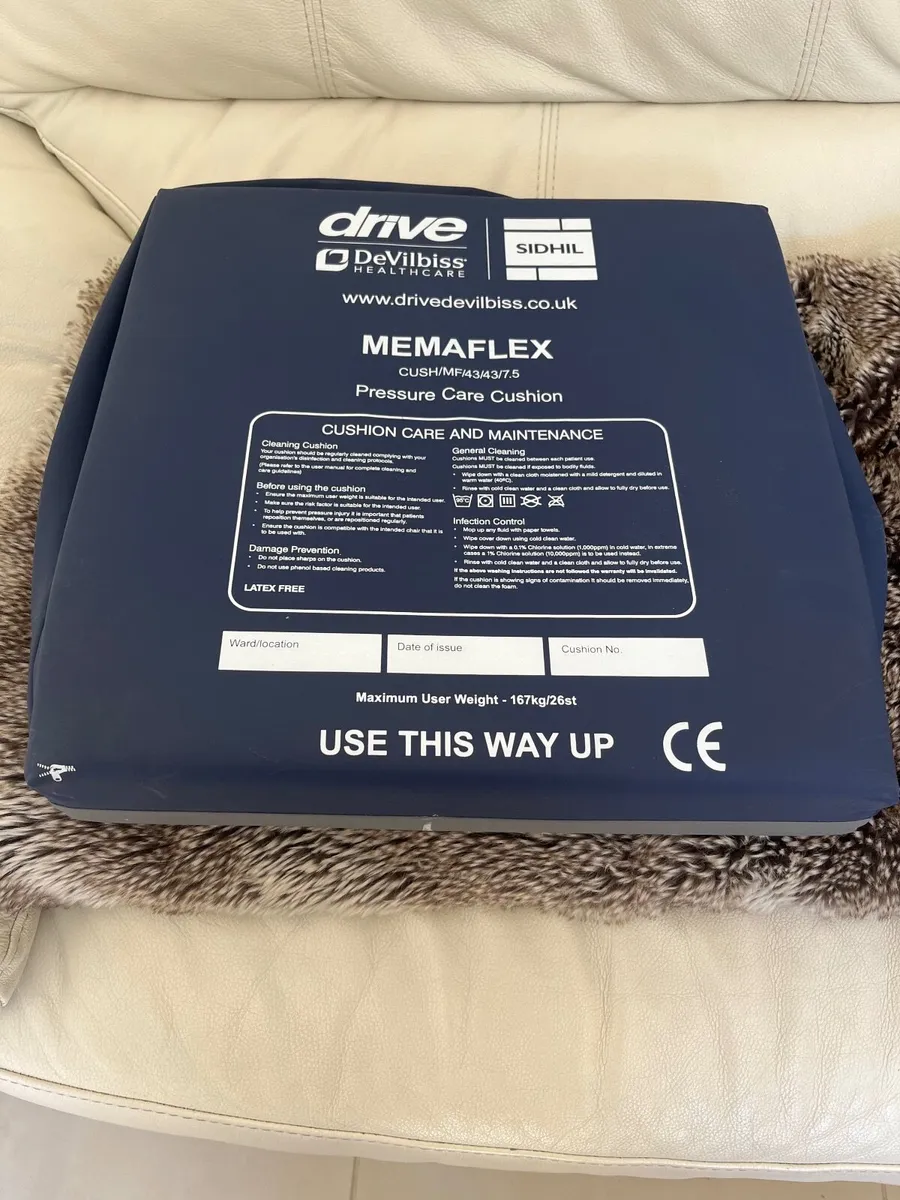 drive
DeVilbiss
HEALTHCARE
SIDHIL
www.drivedevilbiss.co.uk
MEMAFLEX
CUSH/MF/43/43/7.5
Pressure Care Cushion
CUSHION CARE AND MAINTENANCE
Cleaning Cushion
Your cushion should be regularly cleaned complying with your
organisation's disinfection and cleaning protocols.
(Please refer to the user manual for complete cleaning and
care guidelines)
Before using the cushion
• Ensure the maximum user weight is suitable for the intended user.
• Make sure the risk factor is suitable for the intended user.
• To help prevent pressure injury it is important that patients
reposition themselves, or are repositioned regularly.
• Ensure the cushion is compatible with the intended chair that it is
to be used with.
Damage Prevention
• Do not place sharps on the cushion.
• Do not use phenol based cleaning products.
LATEX FREE
General Cleaning
Cushions MUST be cleaned between each patient use.
Cushions MUST be cleaned if exposed to bodily fluids.
• Wipe down with a clean cloth moistened with a mild detergent and diluted in
warm water (40ºC).
• Rinse with cold clean water and a clean cloth and allow to fully dry before use.
95°C
Infection Control
• Mop up any fluid with paper towels.
• Wipe cover down using cold clean water.
• Wipe down with a 0.1% Chlorine solution (1,000ppm) in cold water, in extreme
cases a 1% Chlorine solution (10,000ppm) is to be used instead.
• Rinse with cold clean water and a clean cloth and allow to fully dry before use.
If the above washing instructions are not followed the warranty will be invalidated.
If the cushion is showing signs of contamination it should be removed immediately,
do not clean the foam.
Ward/location
Date of issue
Cushion No.
Maximum User Weight - 167kg/26st
USE THIS WAY UP
CE